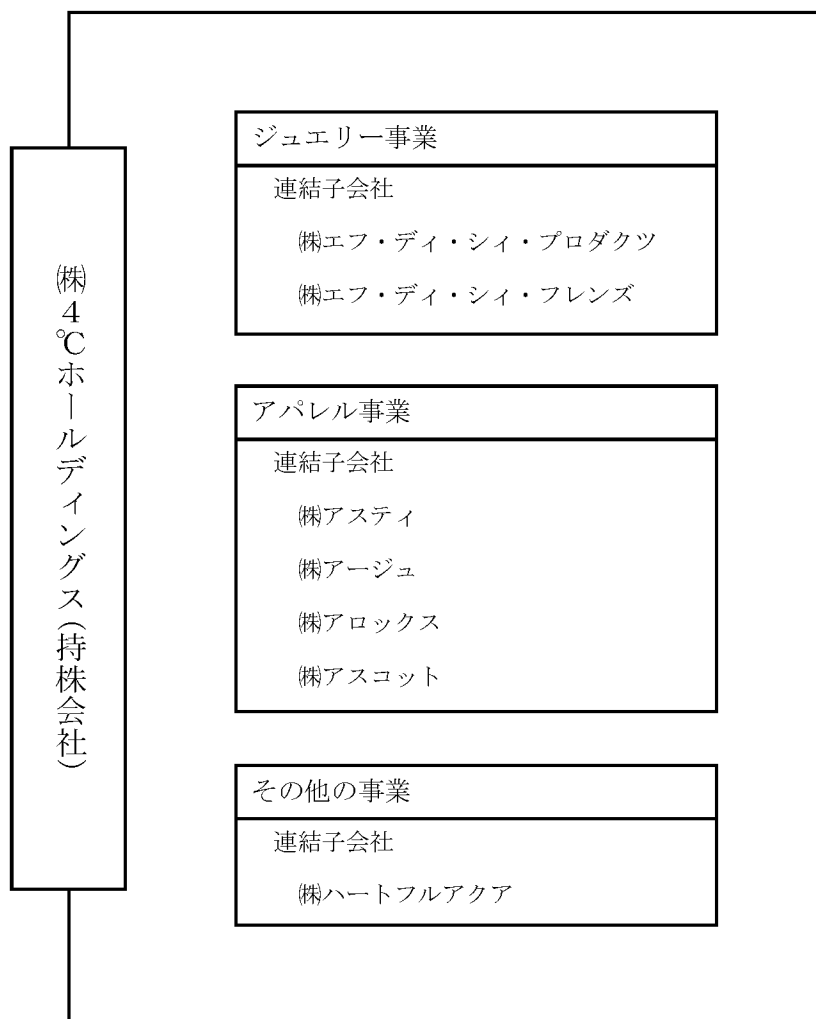 ㈱4℃ホールディングス(持株会社)
ジュエリー事業
連結子会社
㈱エフ・ディ・シィ・プロダクツ
㈱エフ・ディ・シィ・フレンズ
アパレル事業
連結子会社
㈱アスティ
㈱アージュ
㈱アロックス
㈱アスコット
その他の事業
連結子会社
㈱ハートフルアクア